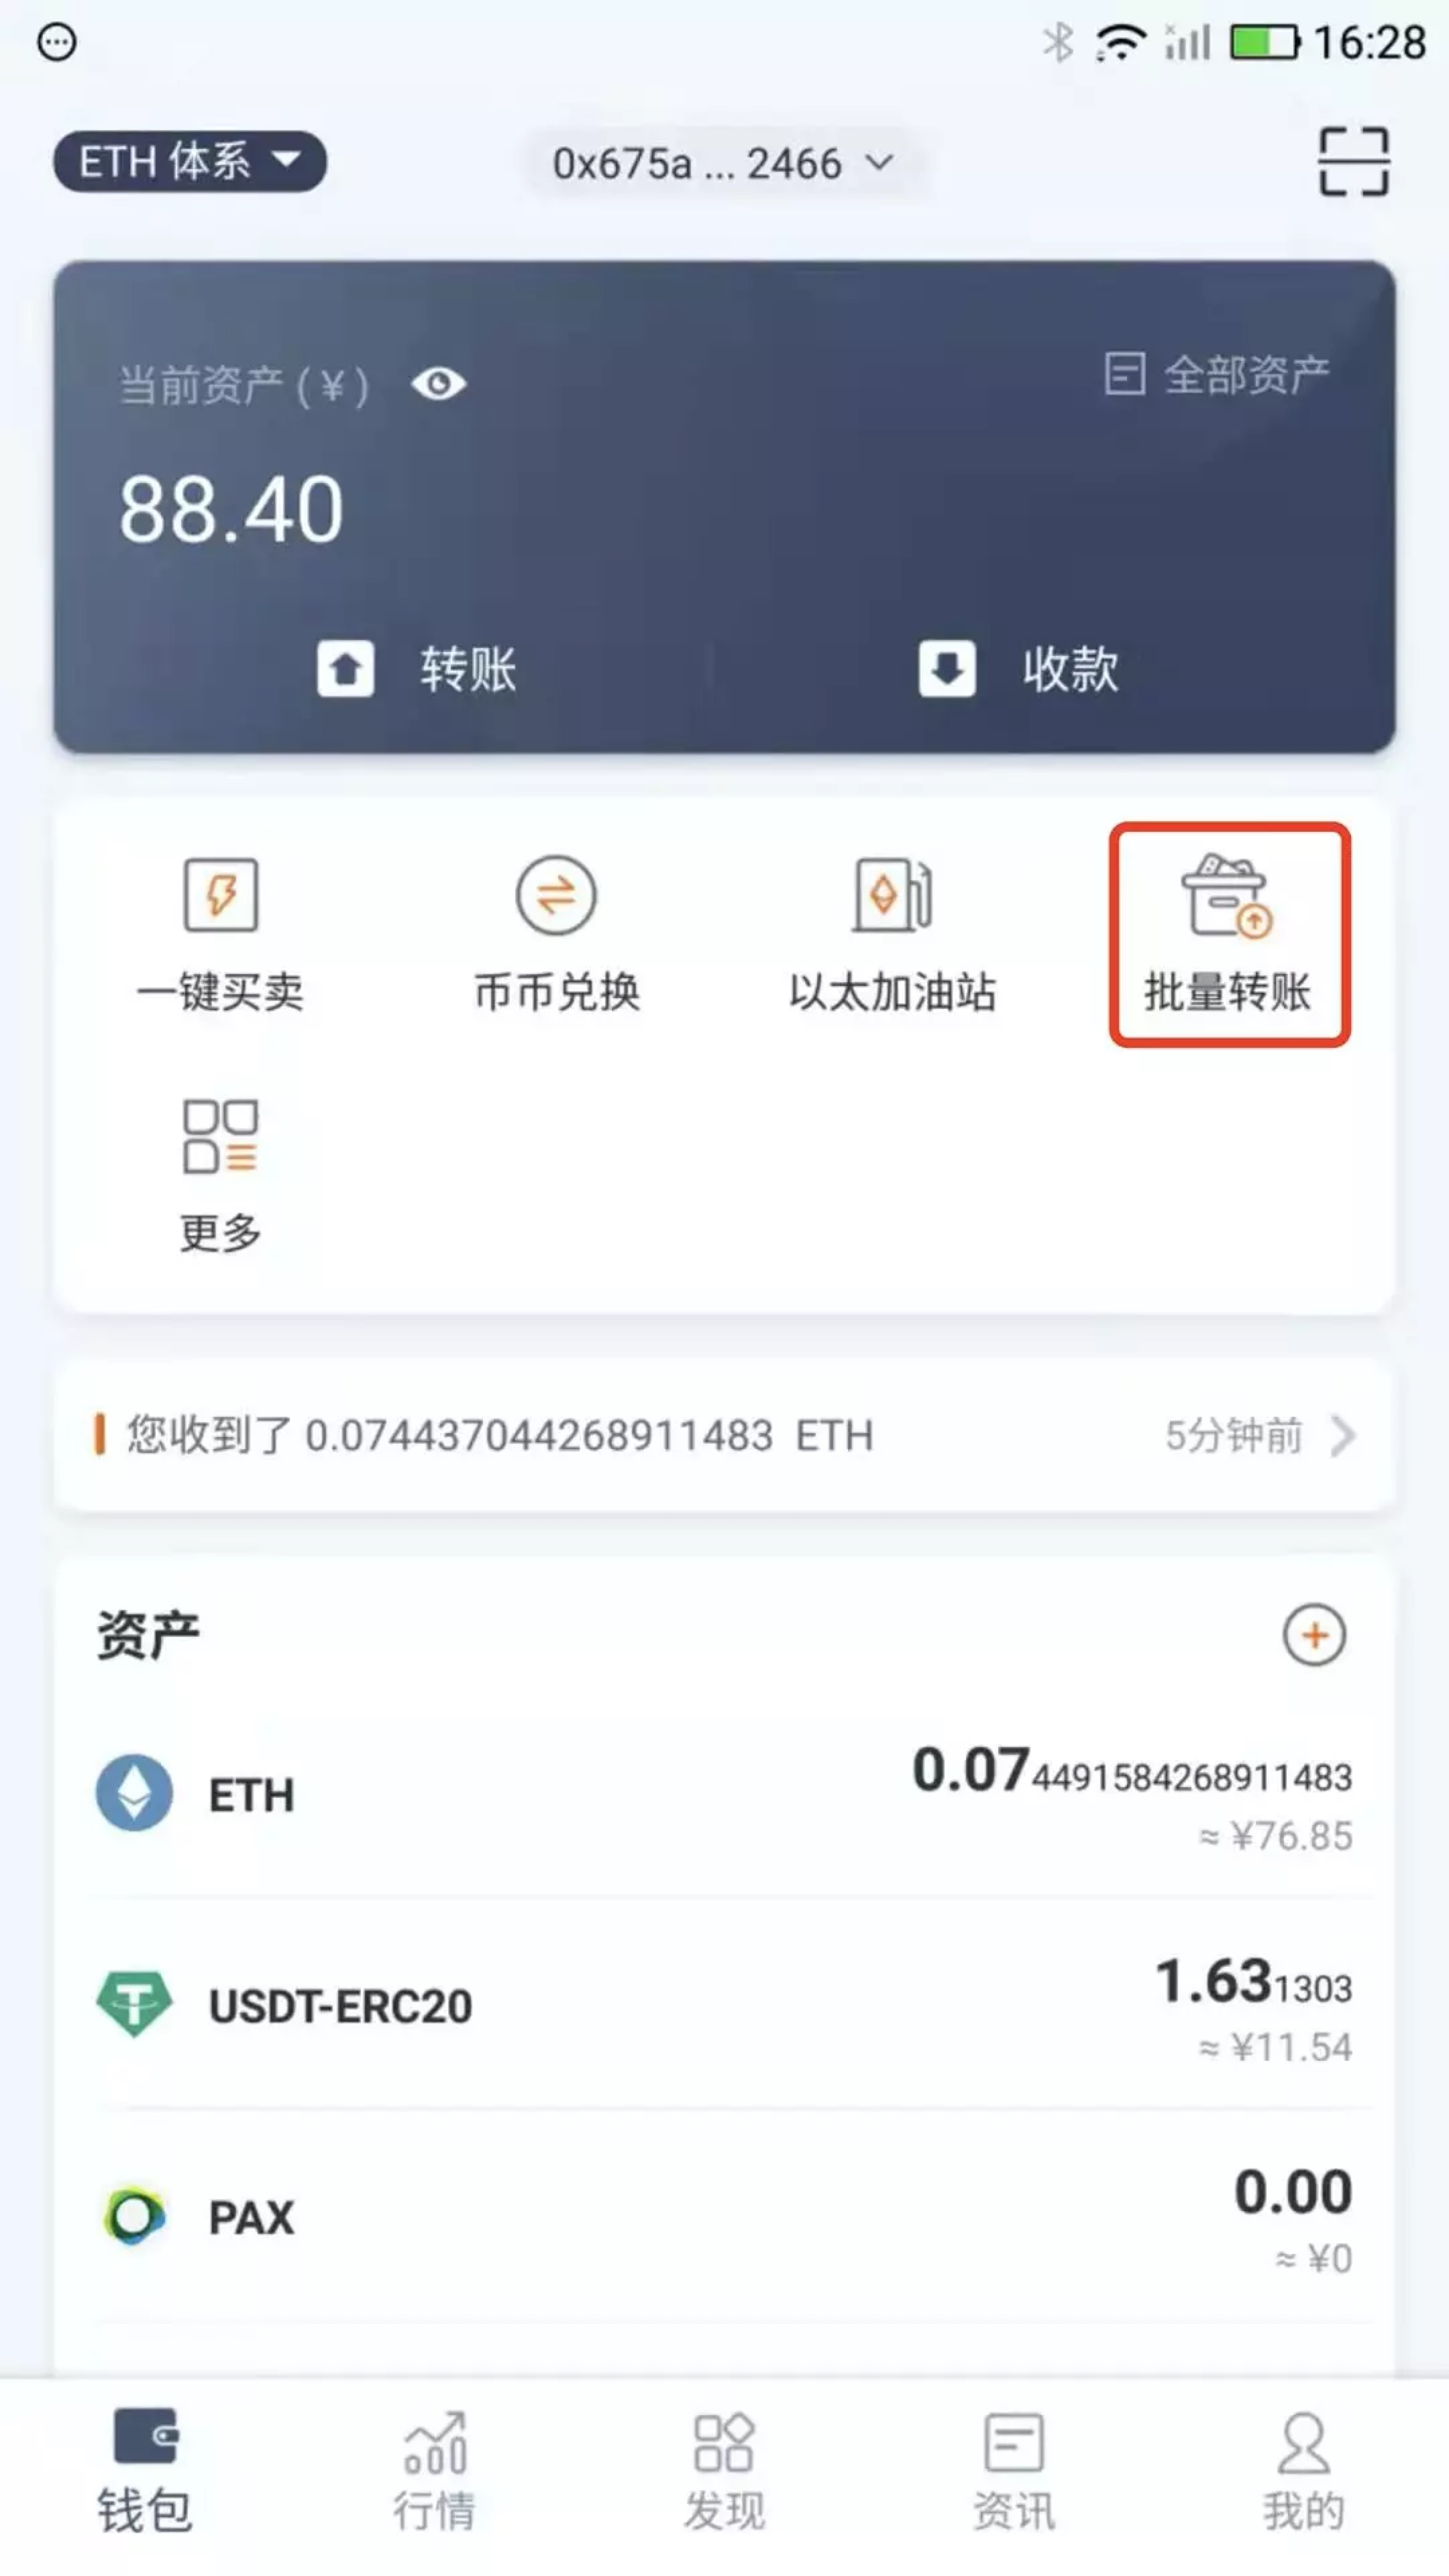 16:28
ETH 体系
0x675a ... 2466
当前资产(¥)
全部资产
88.40
转账
收款
一键买卖
币币兑换
以太加油站
批量转账
更多
您收到了 0.074437044268911483 ETH
5分钟前
资产
ETH
0.074491584268911483
≈ ¥76.85
USDT-ERC20
1.631303
≈ ¥11.54
PAX
0.00
≈ ¥0
钱包
行情
发现
资讯
我的